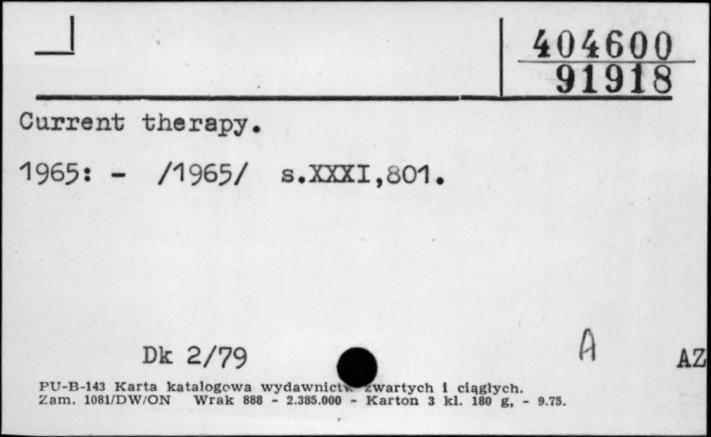 404600
91918
Current therapy.
1965: - /1965/ s.XXXI,801.
Dk 2/79
A
AZ
PU-B-143 Karta katalogowa wydawnictw zwartych i ciągłych.
Zam. 1081/DW/ON Wrak 888 - 2.385.000 - Karton 3 kl. 180 g, - 9.75.